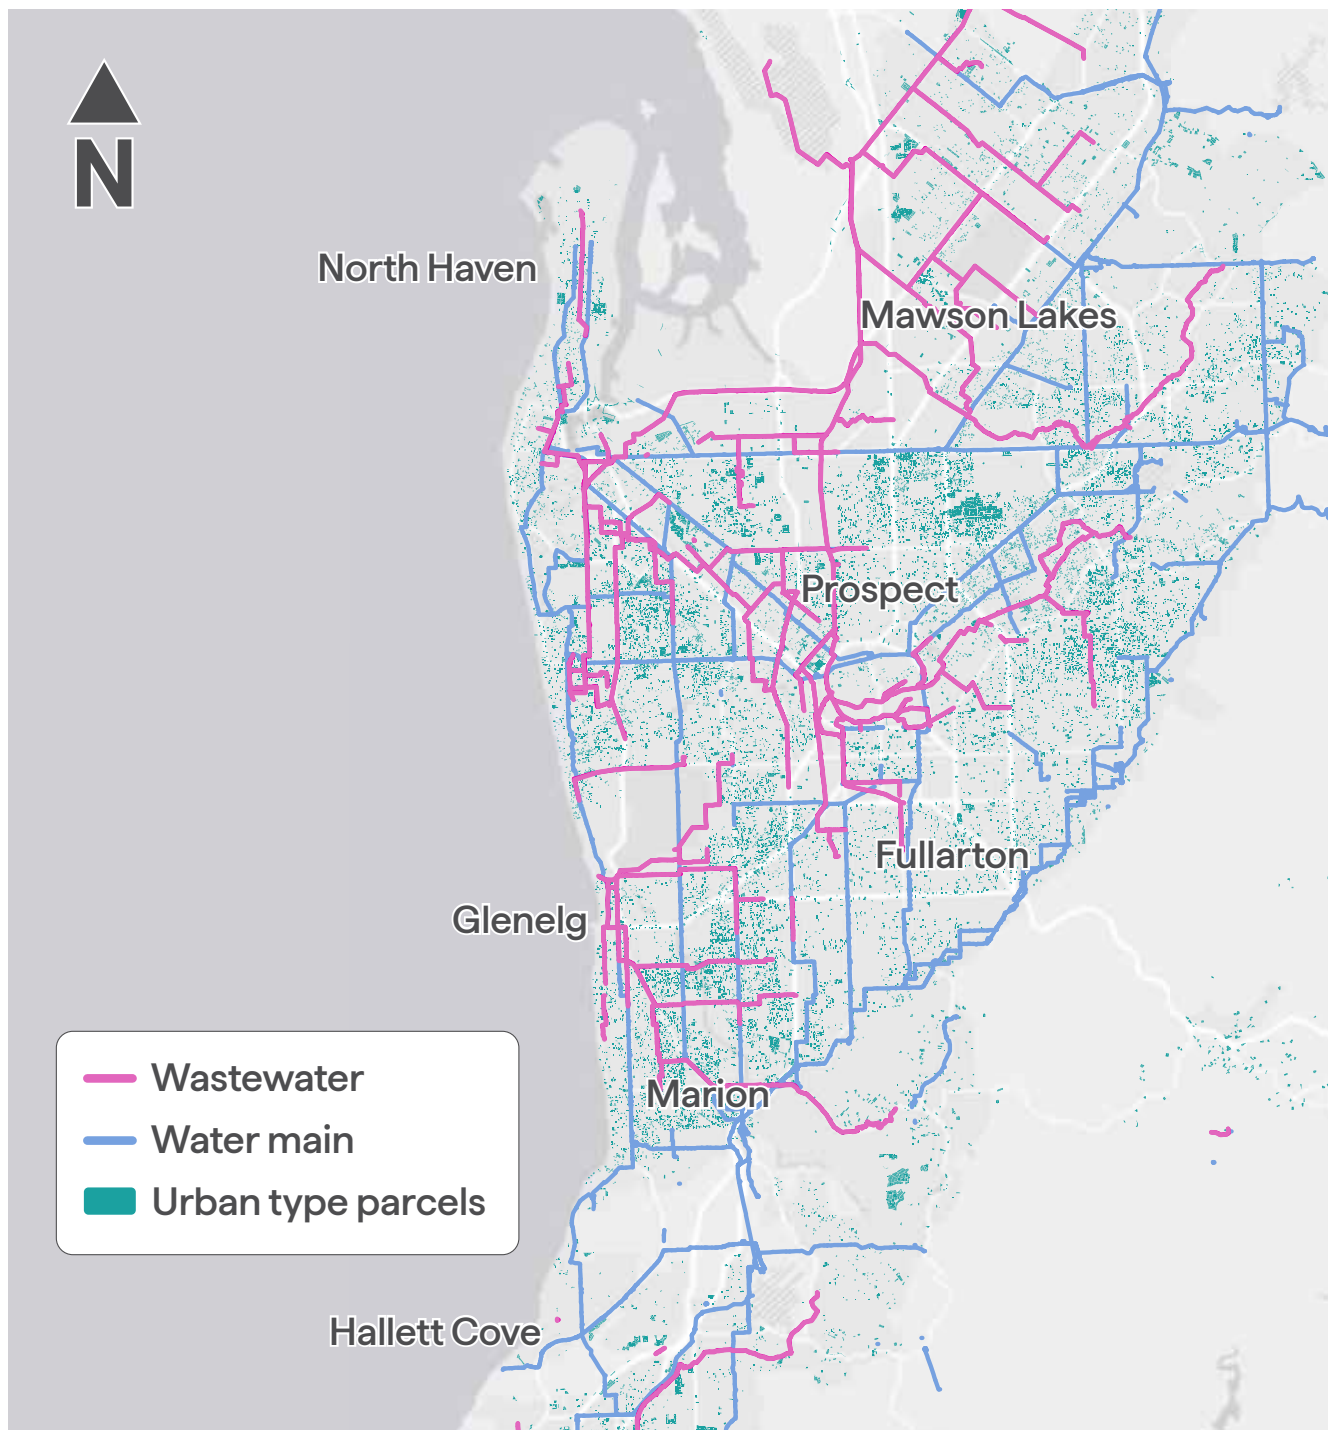 N
North Haven
Mawson Lakes
Prospect
Fullarton
Glenelg
Marion
Wastewater
Water main
Urban type parcels
Hallett Cove